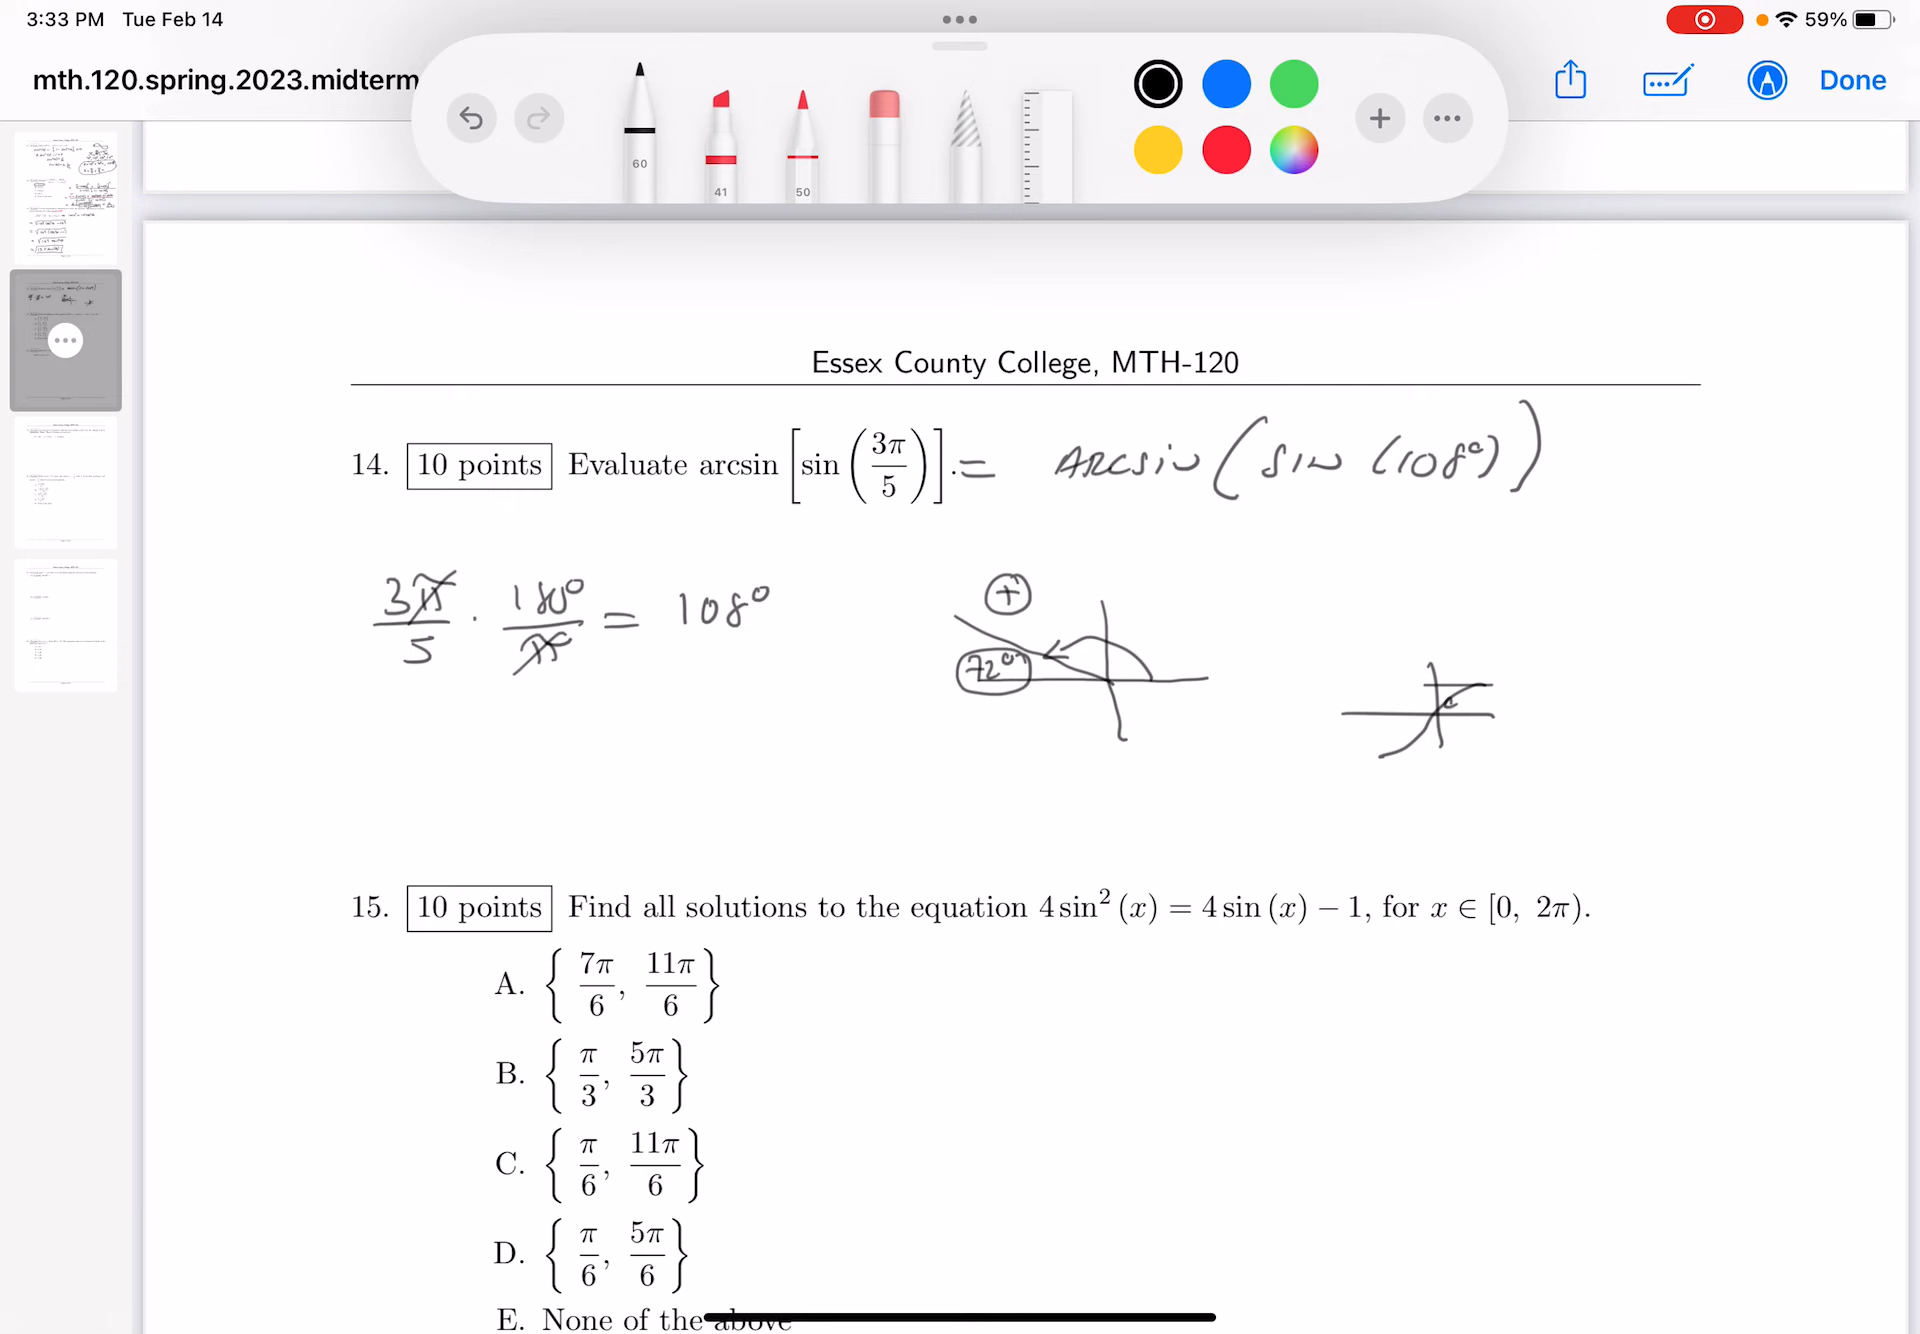 3:33 PM Tue Feb 14
59%
mth.120.spring.2023.midterm
60
41
50
Done
Essex County College, MTH-120
14. 10 points Evaluate arcsin [sin (3π/5)]. = ARCSIN (SIN (108°))
3π/5 · 180°/π = 108°
+
72°
15. 10 points Find all solutions to the equation 4 sin² (x) = 4 sin (x) − 1, for x ∈ [0, 2π).
A. {7π/6, 11π/6}
B. {π/3, 5π/3}
C. {π/6, 11π/6}
D. {π/6, 5π/6}
E. None of the above